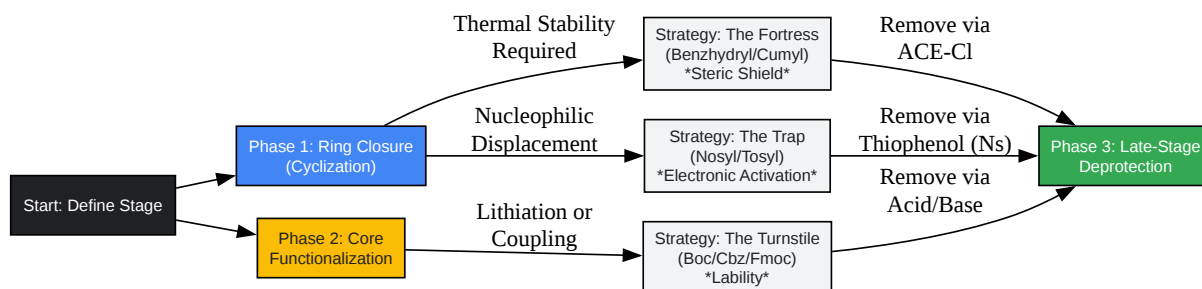 Start: Define Stage
Phase 1: Ring Closure
(Cyclization)
Phase 2: Core
Functionalization
Thermal Stability
Required
Nucleophilic
Displacement
Lithiation or
Coupling
Strategy: The Fortress
(Benzhydryl/Cumyl)
*Steric Shield*
Strategy: The Trap
(Nosyl/Tosyl)
*Electronic Activation*
Strategy: The Turnstile
(Boc/Cbz/Fmoc)
*Lability*
Remove via
ACE-Cl
Remove via
Thiophenol (Ns)
Remove via
Acid/Base
Phase 3: Late-Stage
Deprotection